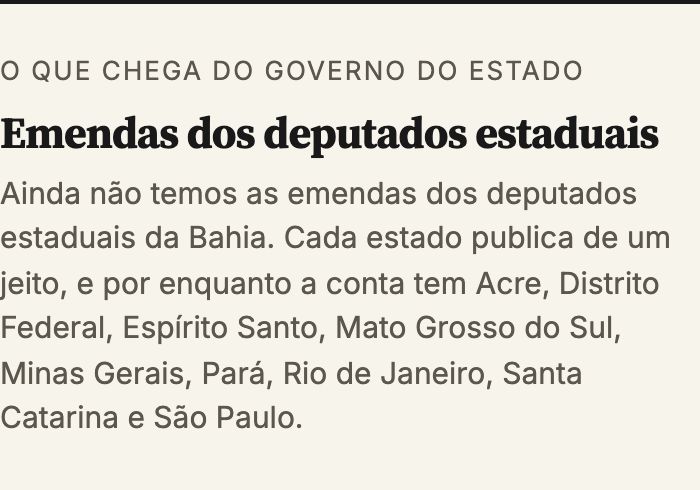 O QUE CHEGA DO GOVERNO DO ESTADO
Emendas dos deputados estaduais
Ainda não temos as emendas dos deputados
estaduais da Bahia. Cada estado publica de um
jeito, e por enquanto a conta tem Acre, Distrito
Federal, Espírito Santo, Mato Grosso do Sul,
Minas Gerais, Pará, Rio de Janeiro, Santa
Catarina e São Paulo.